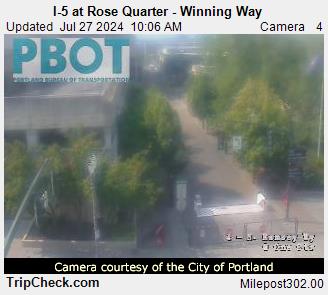 I-5 at Rose Quarter - Winning Way
Updated Jul 27 2024 10:06 AM Camera 4
PBOT
PORTLAND BUREAU OF TRANSPORTATION
Camera courtesy of the City of Portland
TripCheck.com Milepost302.00